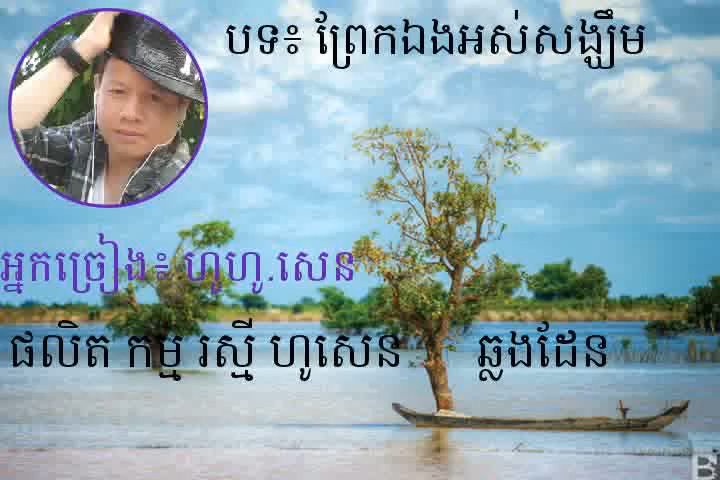 បទ៖ ព្រែកឯងអស់សង្ឃឹម
អ្នកច្រៀង៖ ហូហូ.សេន
ផលិត កម្ម រស្មី ហូសេន ឆ្លងដែន